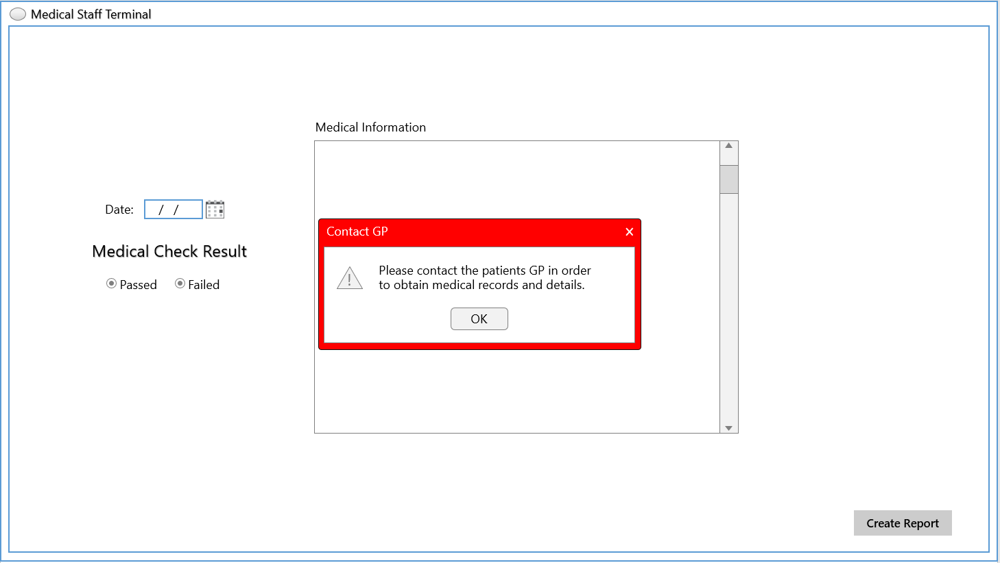 Medical Staff Terminal
Medical Information
Date: / /
Contact GP
Medical Check Result
Please contact the patients GP in order
to obtain medical records and details.
Passed Failed
OK
Create Report